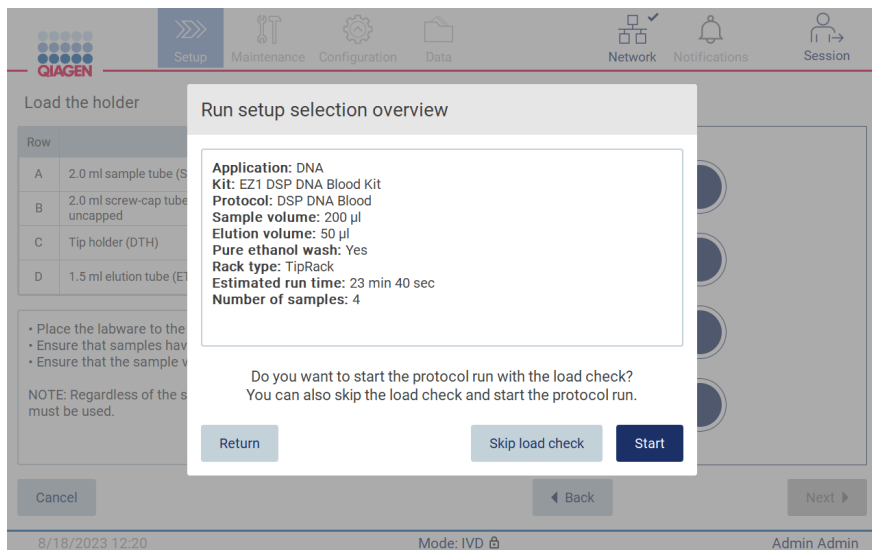 QIAGEN
Setup
Maintenance
Configuration
Data
Network
Notifications
Session
Load the holder
Row
A 2.0 ml sample tube (S
B 2.0 ml screw-cap tube
uncapped
C Tip holder (DTH)
D 1.5 ml elution tube (ET
• Place the labware to the
• Ensure that samples hav
• Ensure that the sample v
NOTE: Regardless of the s
must be used.
Run setup selection overview
Application: DNA
Kit: EZ1 DSP DNA Blood Kit
Protocol: DSP DNA Blood
Sample volume: 200 µl
Elution volume: 50 µl
Pure ethanol wash: Yes
Rack type: TipRack
Estimated run time: 23 min 40 sec
Number of samples: 4
Do you want to start the protocol run with the load check?
You can also skip the load check and start the protocol run.
Return
Skip load check
Start
Cancel
Back
Next
8/18/2023 12:20
Mode: IVD
Admin Admin